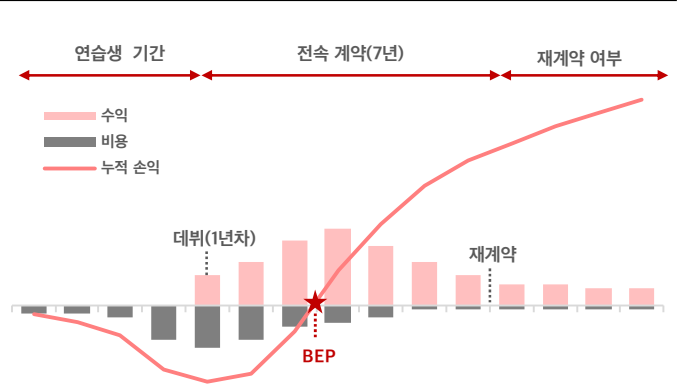 연습생 기간
전속 계약(7년)
재계약 여부
수익
비용
누적 손익
데뷔(1년차)
재계약
BEP